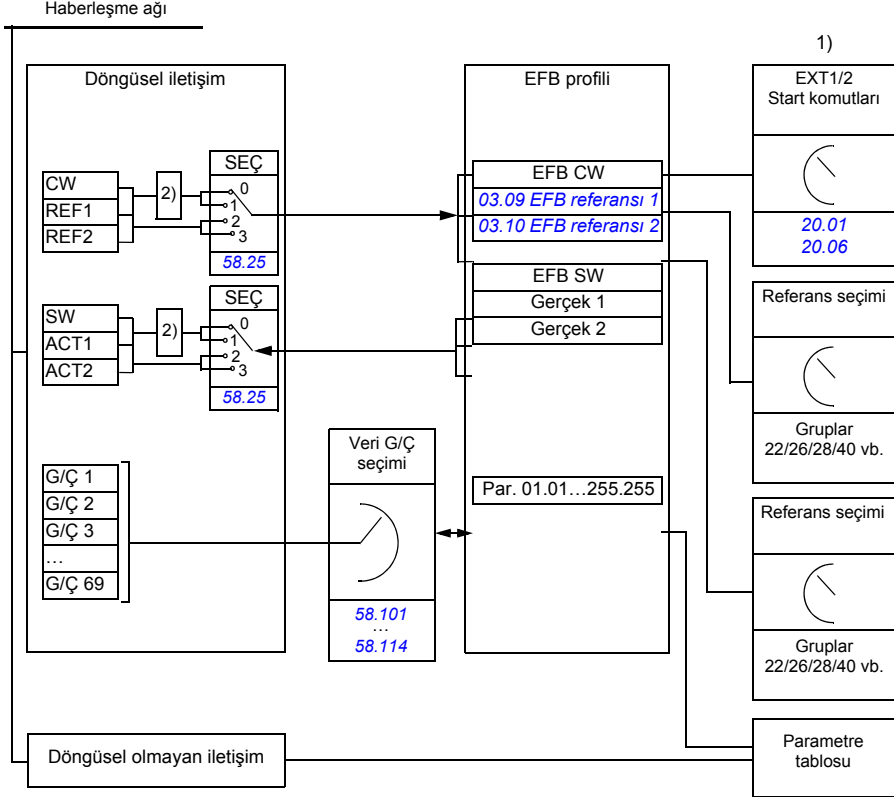 Haberleşme ağı
1)
Döngüsel iletişim
EFB profili
EXT1/2
Start komutları
SEÇ
CW
REF1
REF2
2)
0
1
2
3
58.25
EFB CW
03.09 EFB referansı 1
03.10 EFB referansı 2
20.01
20.06
SEÇ
SW
ACT1
ACT2
2)
0
1
2
3
58.25
EFB SW
Gerçek 1
Gerçek 2
Referans seçimi
Gruplar
22/26/28/40 vb.
G/Ç 1
G/Ç 2
G/Ç 3
…
G/Ç 69
Veri G/Ç
seçimi
58.101
…
58.114
Par. 01.01…255.255
Referans seçimi
Gruplar
22/26/28/40 vb.
Döngüsel olmayan iletişim
Parametre
tablosu